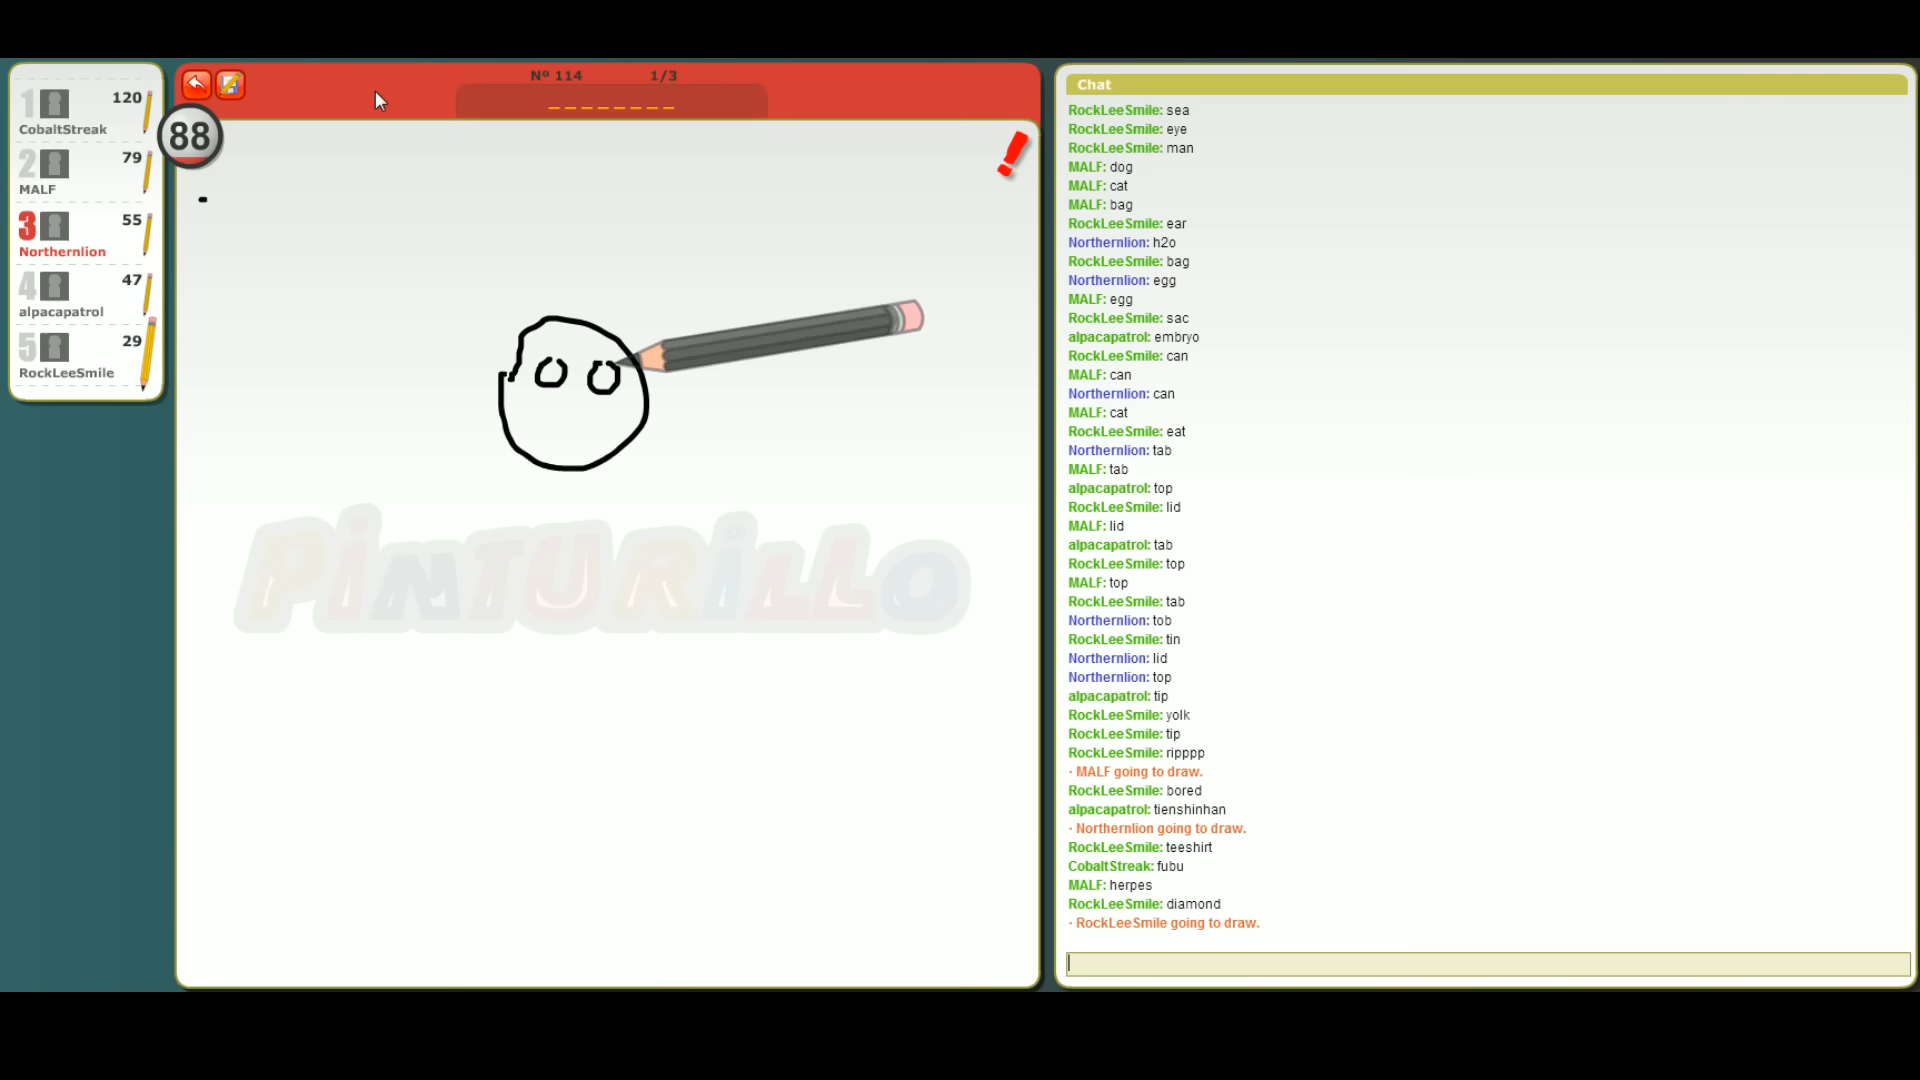 Nº 114 1/3
_ _ _ _ _ _ _ _
1 120
CobaltStreak
2 79
MALF
3 55
Northernlion
4 47
alpacapatrol
5 29
RockLeeSmile
88
PiNTURiLLO
Chat
RockLeeSmile: sea
RockLeeSmile: eye
RockLeeSmile: man
MALF: dog
MALF: cat
MALF: bag
RockLeeSmile: ear
Northernlion: h2o
RockLeeSmile: bag
Northernlion: egg
MALF: egg
RockLeeSmile: sac
alpacapatrol: embryo
RockLeeSmile: can
MALF: can
Northernlion: can
MALF: cat
RockLeeSmile: eat
Northernlion: tab
MALF: tab
alpacapatrol: top
RockLeeSmile: lid
MALF: lid
alpacapatrol: tab
RockLeeSmile: top
MALF: top
RockLeeSmile: tab
Northernlion: tob
RockLeeSmile: tin
Northernlion: lid
Northernlion: top
alpacapatrol: tip
RockLeeSmile: yolk
RockLeeSmile: tip
RockLeeSmile: ripppp
· MALF going to draw.
RockLeeSmile: bored
alpacapatrol: tienshinhan
· Northernlion going to draw.
RockLeeSmile: teeshirt
CobaltStreak: fubu
MALF: herpes
RockLeeSmile: diamond
· RockLeeSmile going to draw.